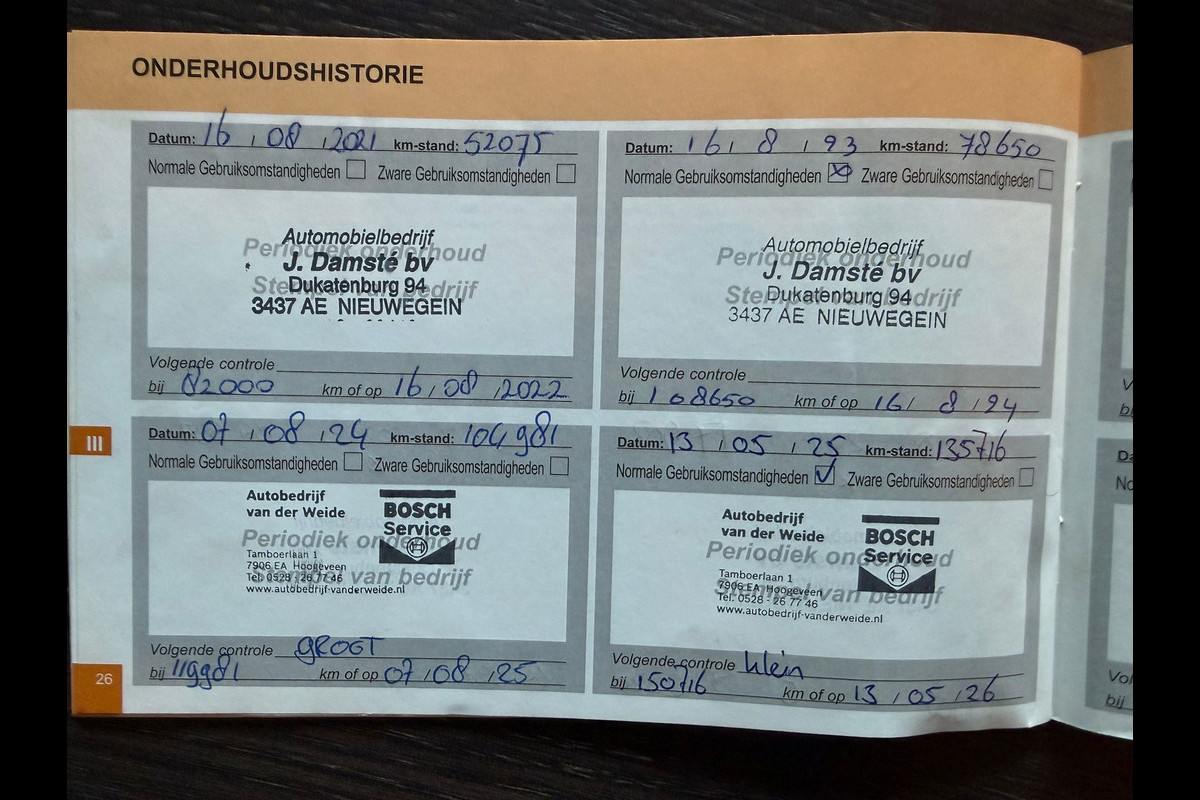 ONDERHOUDSHISTORIE
Datum: 16 / 08 / 2021 km-stand: 52075
Normale Gebruiksomstandigheden Zware Gebruiksomstandigheden
Periodiek onderhoud
Stempel van bedrijf
Automobielbedrijf
J. Damsté bv
Dukatenburg 94
3437 AE NIEUWEGEIN
Volgende controle
bij 82000 km of op 16 / 08 / 2022
Datum: 16 / 8 / 93 km-stand: 78650
Normale Gebruiksomstandigheden Zware Gebruiksomstandigheden
Periodiek onderhoud
Stempel van bedrijf
Automobielbedrijf
J. Damsté bv
Dukatenburg 94
3437 AE NIEUWEGEIN
Volgende controle
bij 108650 km of op 16 / 8 / 94
III
Datum: 07 / 08 / 24 km-stand: 104981
Normale Gebruiksomstandigheden Zware Gebruiksomstandigheden
Periodiek onderhoud
Stempel van bedrijf
Autobedrijf
van der Weide
BOSCH
Service
Tamboerlaan 1
7906 EA Hoogeveen
Tel. 0528 - 26 77 46
www.autobedrijf-vanderweide.nl
Volgende controle GROOT
bij 119981 km of op 07 / 08 / 25
Datum: 13 / 05 / 25 km-stand: 135716
Normale Gebruiksomstandigheden Zware Gebruiksomstandigheden
Periodiek onderhoud
Stempel van bedrijf
Autobedrijf
van der Weide
BOSCH
Service
Tamboerlaan 1
7906 EA Hoogeveen
Tel. 0528 - 26 77 46
www.autobedrijf-vanderweide.nl
Volgende controle klein
bij 150716 km of op 13 / 05 / 26
26